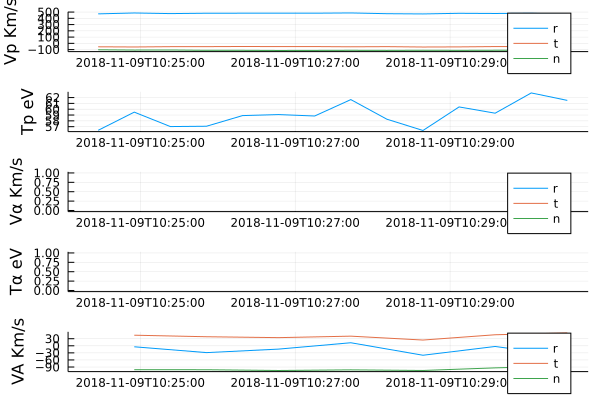 Vp Km/s
500
400
300
200
100
0
−100
2018-11-09T10:25:00 2018-11-09T10:27:00 2018-11-09T10:29:00
r
t
n
Tp eV
62
61
60
59
58
57
2018-11-09T10:25:00 2018-11-09T10:27:00 2018-11-09T10:29:00
Vα Km/s
1.00
0.75
0.50
0.25
0.00
2018-11-09T10:25:00 2018-11-09T10:27:00 2018-11-09T10:29:0
r
t
n
Tα eV
1.00
0.75
0.50
0.25
0.00
2018-11-09T10:25:00 2018-11-09T10:27:00 2018-11-09T10:29:00
VA Km/s
30
0
−30
−60
−90
2018-11-09T10:25:00 2018-11-09T10:27:00 2018-11-09T10:29:0
r
t
n